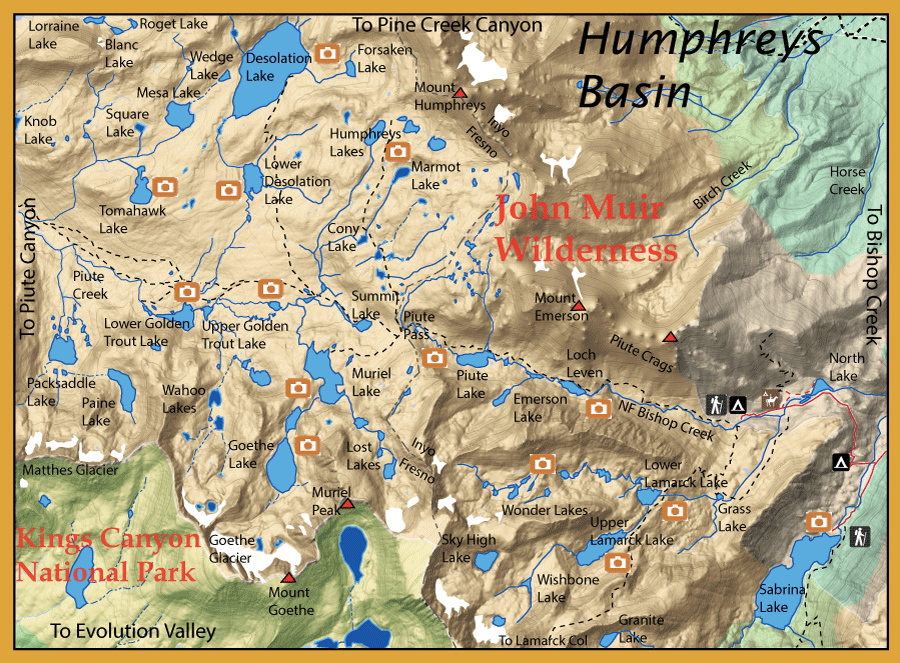 Humphreys
Basin
To Pine Creek Canyon
Lorraine
Lake
Roget Lake
Blanc
Lake
Wedge
Lake
Desolation
Lake
Forsaken
Lake
Mesa Lake
Mount
Humphreys
Knob
Lake
Square
Lake
Humphreys
Lakes
Inyo
Fresno
Marmot
Lake
Lower
Desolation
Lake
Birch Creek
Horse
Creek
Tomahawk
Lake
John Muir
Wilderness
Cony
Lake
To Piute Canyon
To Bishop Creek
Piute
Creek
Summit
Lake
Mount
Emerson
Lower Golden
Trout Lake
Upper Golden
Trout Lake
Piute
Pass
Piute Crags
Loch
Leven
North
Lake
Packsaddle
Lake
Paine
Lake
Wahoo
Lakes
Muriel
Lake
Piute
Lake
Emerson
Lake
NF Bishop Creek
Goethe
Lake
Lost
Lakes
Inyo
Fresno
Matthes Glacier
Lower
Lamarck Lake
Muriel
Peak
Wonder Lakes
Grass
Lake
Upper
Lamarck Lake
Kings Canyon
National Park
Goethe
Glacier
Sky High
Lake
Wishbone
Lake
Sabrina
Lake
Mount
Goethe
Granite
Lake
To Evolution Valley
To Lamafck Col